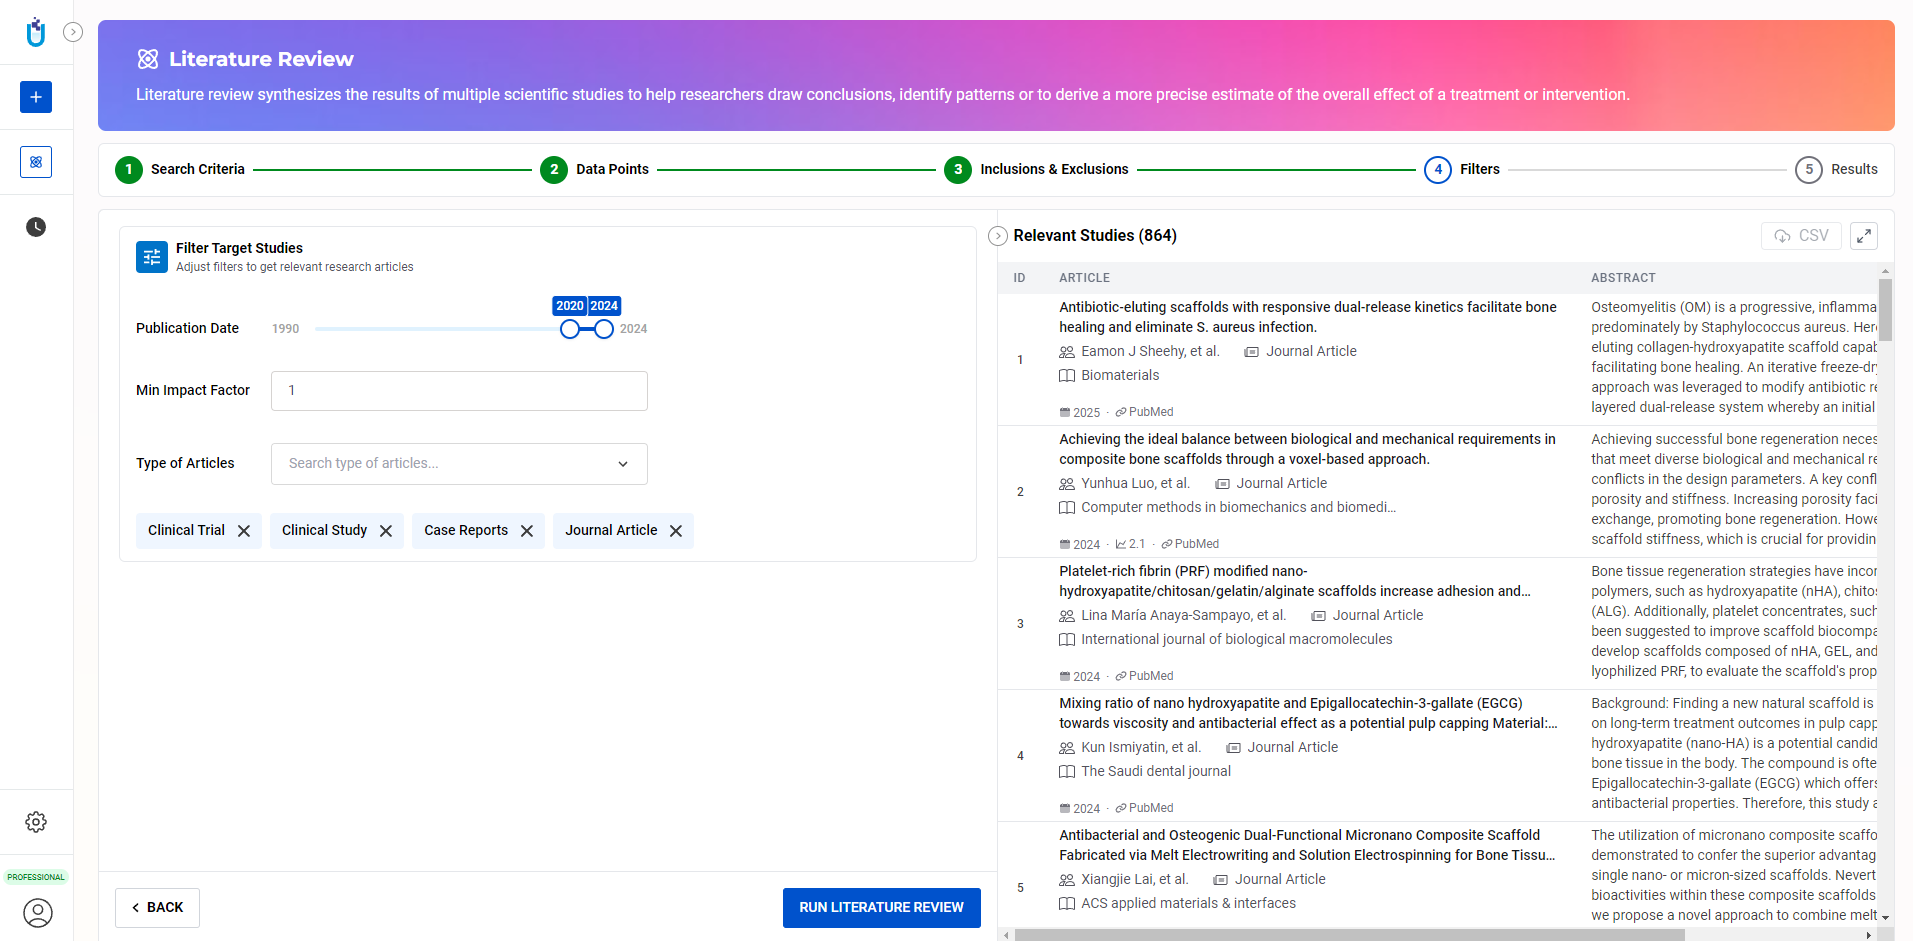 Literature Review
Literature review synthesizes the results of multiple scientific studies to help researchers draw conclusions, identify patterns or to derive a more precise estimate of the overall effect of a treatment or intervention.
1 Search Criteria
2 Data Points
3 Inclusions & Exclusions
4 Filters
5 Results
Filter Target Studies
Adjust filters to get relevant research articles
2020 2024
Publication Date 1990 2024
Min Impact Factor 1
Type of Articles Search type of articles...
Clinical Trial Clinical Study Case Reports Journal Article
BACK
RUN LITERATURE REVIEW
PROFESSIONAL
Relevant Studies (864)
CSV
ID ARTICLE ABSTRACT
1
Antibiotic-eluting scaffolds with responsive dual-release kinetics facilitate bone
healing and eliminate S. aureus infection.
Eamon J Sheehy, et al. Journal Article
Biomaterials
2025 · PubMed
Osteomyelitis (OM) is a progressive, inflamma
predominately by Staphylococcus aureus. Her
eluting collagen-hydroxyapatite scaffold capab
facilitating bone healing. An iterative freeze-dry
approach was leveraged to modify antibiotic re
layered dual-release system whereby an initial
2
Achieving the ideal balance between biological and mechanical requirements in
composite bone scaffolds through a voxel-based approach.
Yunhua Luo, et al. Journal Article
Computer methods in biomechanics and biomedi...
2024 · 2.1 · PubMed
Achieving successful bone regeneration neces
that meet diverse biological and mechanical re
conflicts in the design parameters. A key confl
porosity and stiffness. Increasing porosity faci
exchange, promoting bone regeneration. Howe
scaffold stiffness, which is crucial for providin
3
Platelet-rich fibrin (PRF) modified nano-
hydroxyapatite/chitosan/gelatin/alginate scaffolds increase adhesion and...
Lina María Anaya-Sampayo, et al. Journal Article
International journal of biological macromolecules
2024 · PubMed
Bone tissue regeneration strategies have incor
polymers, such as hydroxyapatite (nHA), chitos
(ALG). Additionally, platelet concentrates, such
been suggested to improve scaffold biocompa
develop scaffolds composed of nHA, GEL, and
lyophilized PRF, to evaluate the scaffold's prop
4
Mixing ratio of nano hydroxyapatite and Epigallocatechin-3-gallate (EGCG)
towards viscosity and antibacterial effect as a potential pulp capping Material:...
Kun Ismiyatin, et al. Journal Article
The Saudi dental journal
2024 · PubMed
Background: Finding a new natural scaffold is
on long-term treatment outcomes in pulp capp
hydroxyapatite (nano-HA) is a potential candid
bone tissue in the body. The compound is ofte
Epigallocatechin-3-gallate (EGCG) which offers
antibacterial properties. Therefore, this study a
5
Antibacterial and Osteogenic Dual-Functional Micronano Composite Scaffold
Fabricated via Melt Electrowriting and Solution Electrospinning for Bone Tissu...
Xiangjie Lai, et al. Journal Article
ACS applied materials & interfaces
The utilization of micronano composite scaffo
demonstrated to confer the superior advantag
single nano- or micron-sized scaffolds. Nevert
bioactivities within these composite scaffolds
we propose a novel approach to combine melt